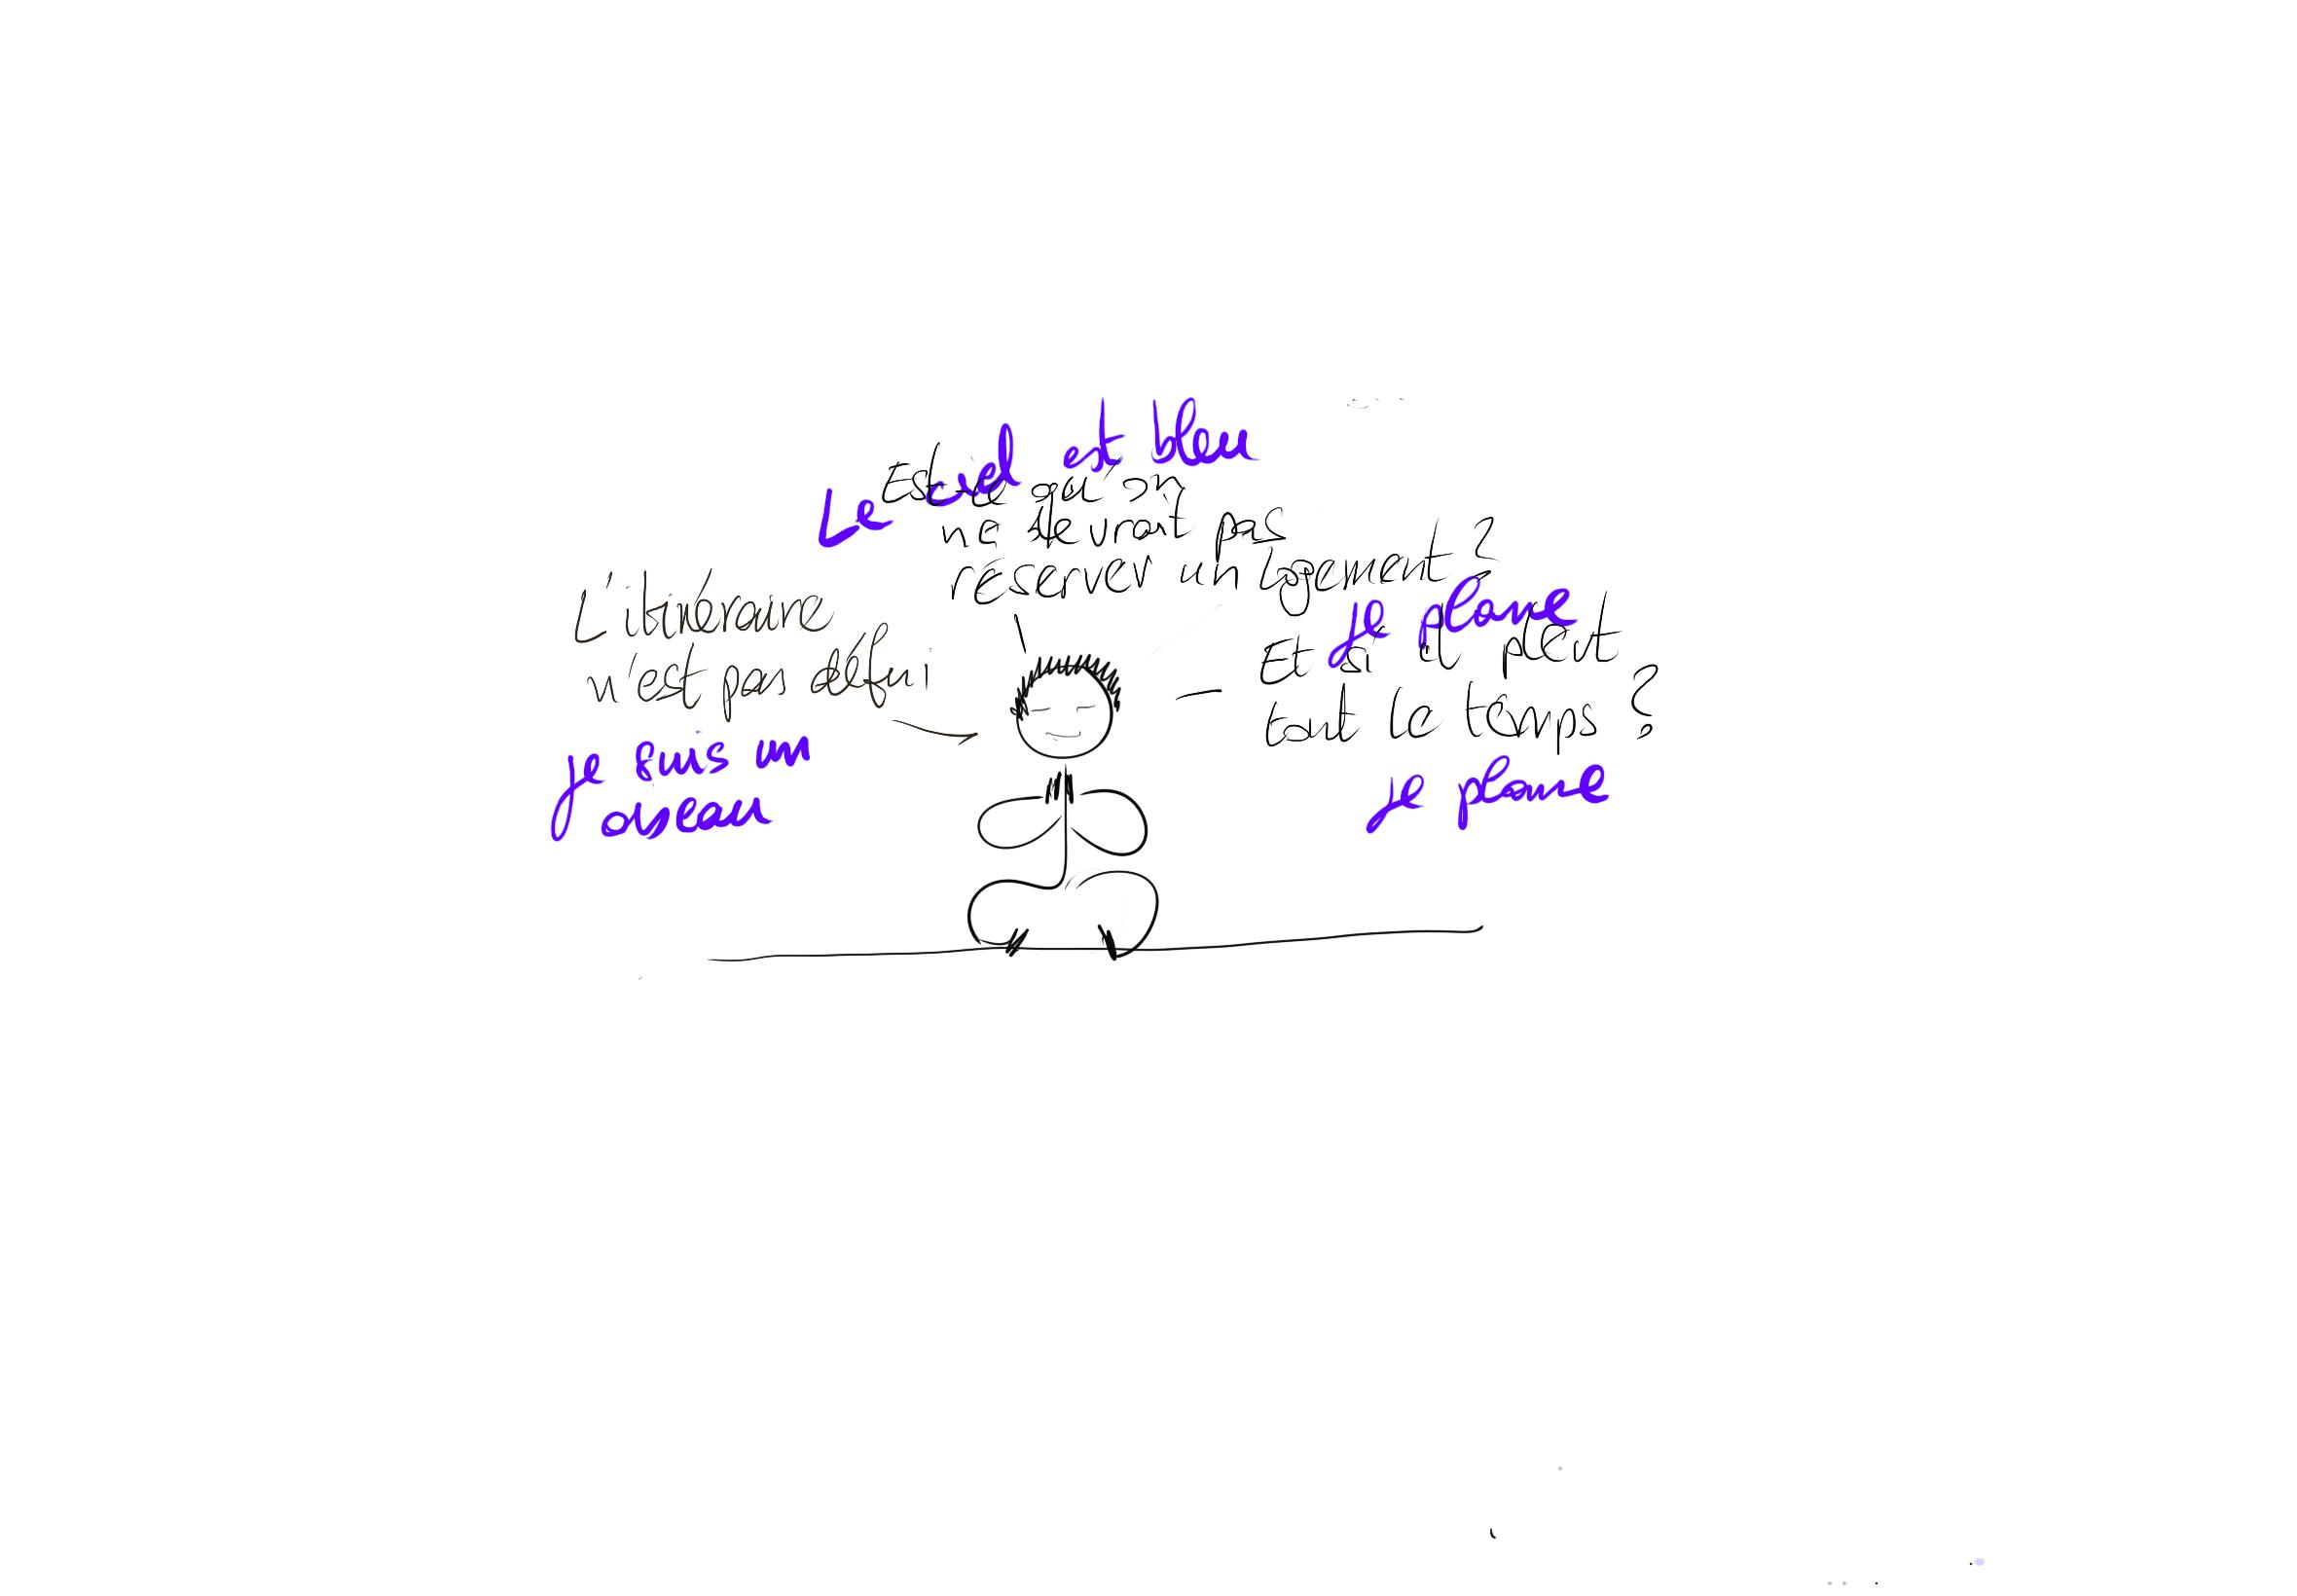 Le ciel est bleu
Est-ce qu'on
ne devrait pas
réserver un logement ?
L'itinéraire
n'est pas défini
je plane
Et si il pleut
tout le temps ?
je suis un
oiseau
je plane